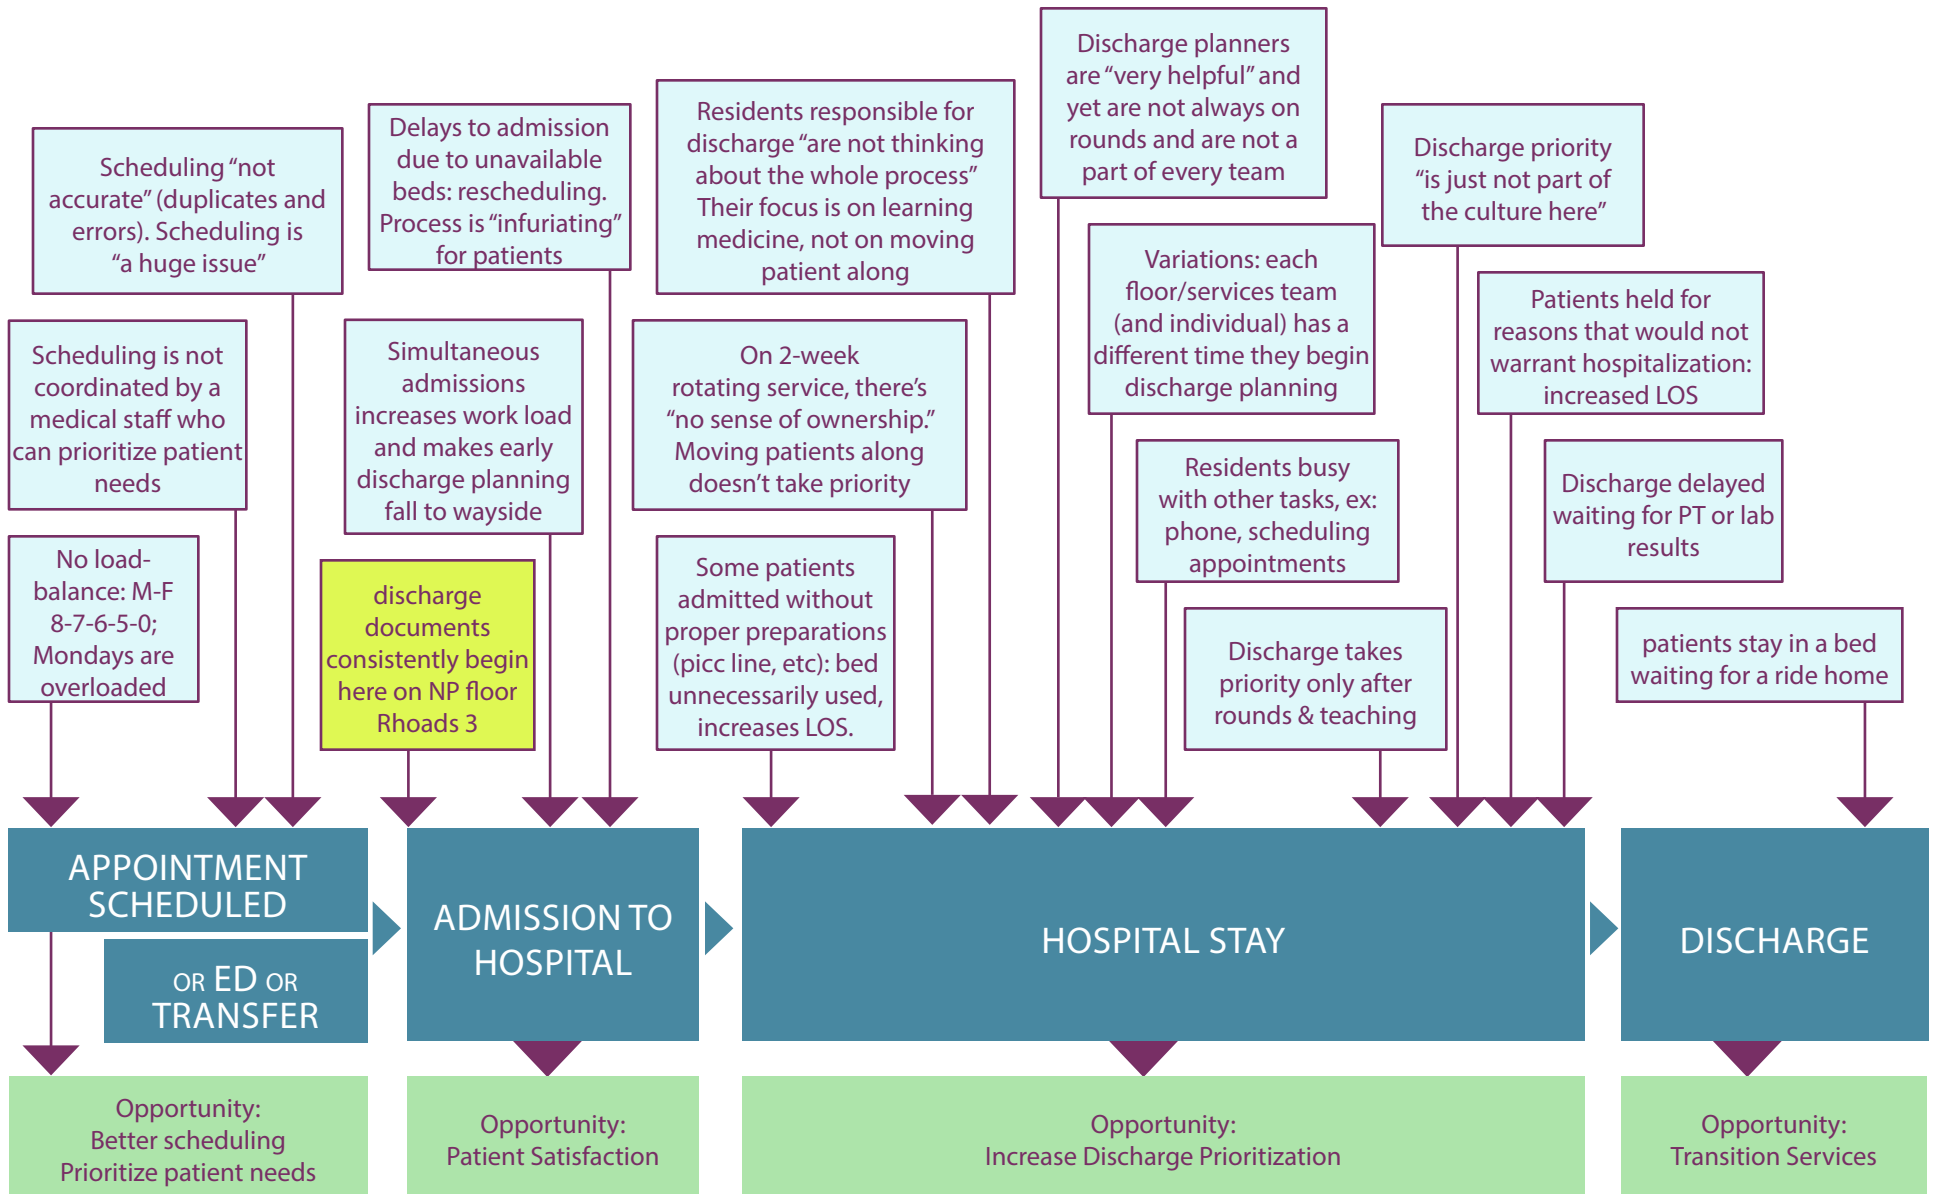 Scheduling “not
accurate” (duplicates and
errors). Scheduling is
“a huge issue”
Scheduling is not
coordinated by a
medical staff who
can prioritize patient
needs
No load-
balance: M-F
8-7-6-5-0;
Mondays are
overloaded
Delays to admission
due to unavailable
beds: rescheduling.
Process is “infuriating”
for patients
Simultaneous
admissions
increases work load
and makes early
discharge planning
fall to wayside
discharge
documents
consistently begin
here on NP floor
Rhoads 3
Residents responsible for
discharge “are not thinking
about the whole process”
Their focus is on learning
medicine, not on moving
patient along
On 2-week
rotating service, there’s
“no sense of ownership.”
Moving patients along
doesn’t take priority
Some patients
admitted without
proper preparations
(picc line, etc): bed
unnecessarily used,
increases LOS.
Discharge planners
are “very helpful” and
yet are not always on
rounds and are not a
part of every team
Variations: each
floor/services team
(and individual) has a
different time they begin
discharge planning
Residents busy
with other tasks, ex:
phone, scheduling
appointments
Discharge takes
priority only after
rounds & teaching
Discharge priority
“is just not part of
the culture here”
Patients held for
reasons that would not
warrant hospitalization:
increased LOS
Discharge delayed
waiting for PT or lab
results
patients stay in a bed
waiting for a ride home
APPOINTMENT
SCHEDULED
OR ED OR
TRANSFER
ADMISSION TO
HOSPITAL
HOSPITAL STAY
DISCHARGE
Opportunity:
Better scheduling
Prioritize patient needs
Opportunity:
Patient Satisfaction
Opportunity:
Increase Discharge Prioritization
Opportunity:
Transition Services